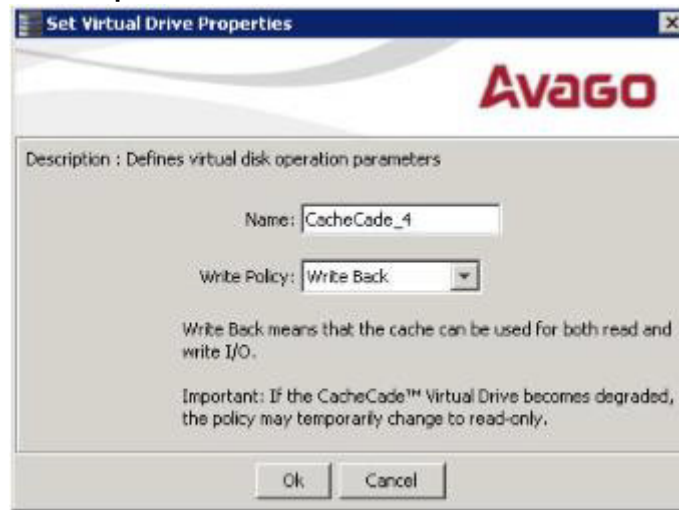 Set Virtual Drive Properties
Avago
Description : Defines virtual disk operation parameters
Name: CacheCade_4
Write Policy: Write Back
Write Back means that the cache can be used for both read and
write I/O.
Important: If the CacheCade™ Virtual Drive becomes degraded,
the policy may temporarily change to read-only.
Ok Cancel